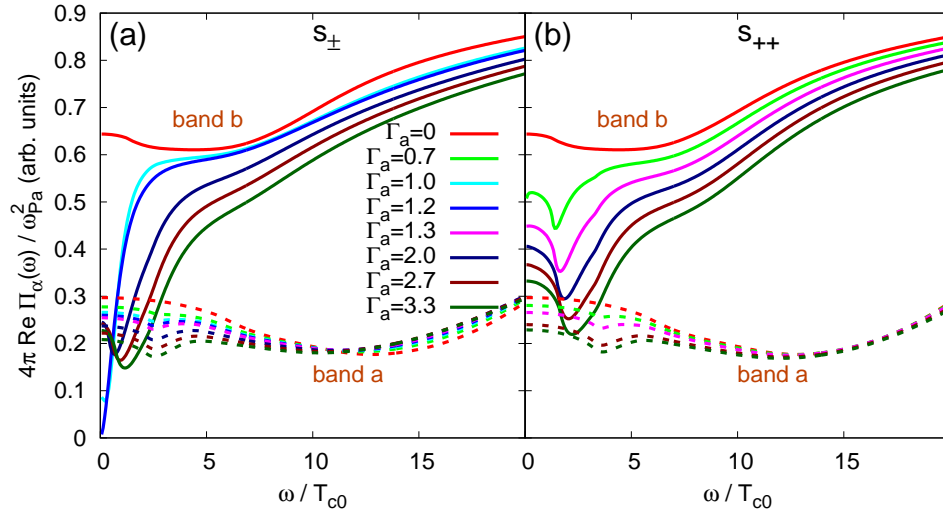 (a) s± (b) s++
4π Re Πα(ω) / ω²Pa (arb. units)
0.9
0.8
0.7
0.6
0.5
0.4
0.3
0.2
0.1
0
band b
band b
Γa=0
Γa=0.7
Γa=1.0
Γa=1.2
Γa=1.3
Γa=2.0
Γa=2.7
Γa=3.3
band a
band a
0 5 10 15 0 5 10 15
ω / Tc0 ω / Tc0